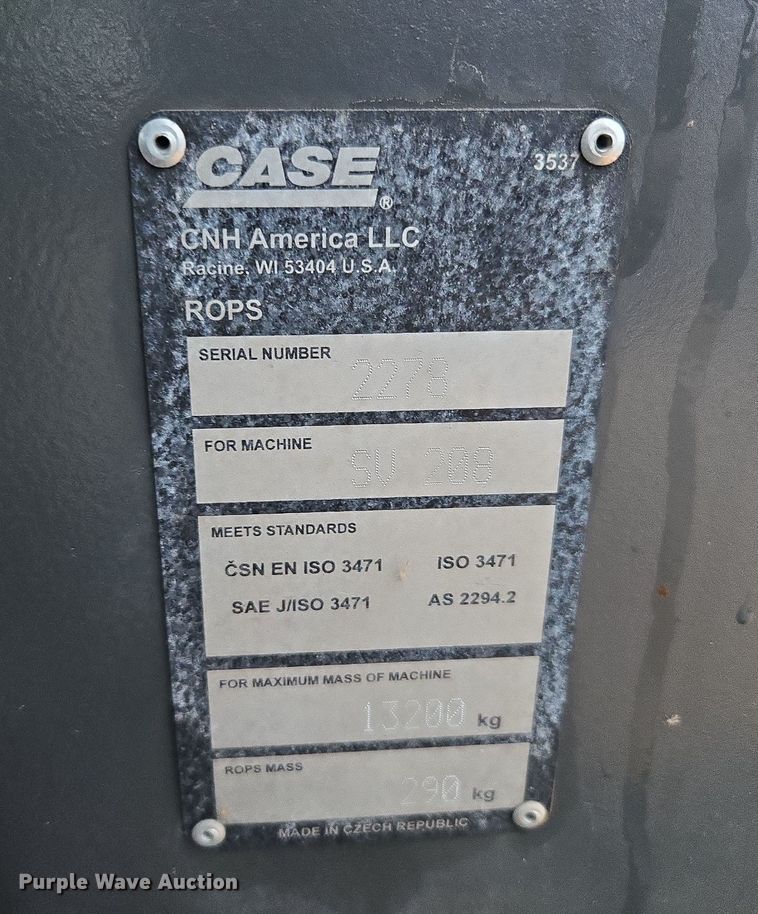 CASE ® 3537
CNH America LLC
Racine, WI 53404 U.S.A.
ROPS
SERIAL NUMBER
2278
FOR MACHINE
SV 208
MEETS STANDARDS
ČSN EN ISO 3471 ISO 3471
SAE J/ISO 3471 AS 2294.2
FOR MAXIMUM MASS OF MACHINE
13200 kg
ROPS MASS
290 kg
MADE IN CZECH REPUBLIC
Purple Wave Auction